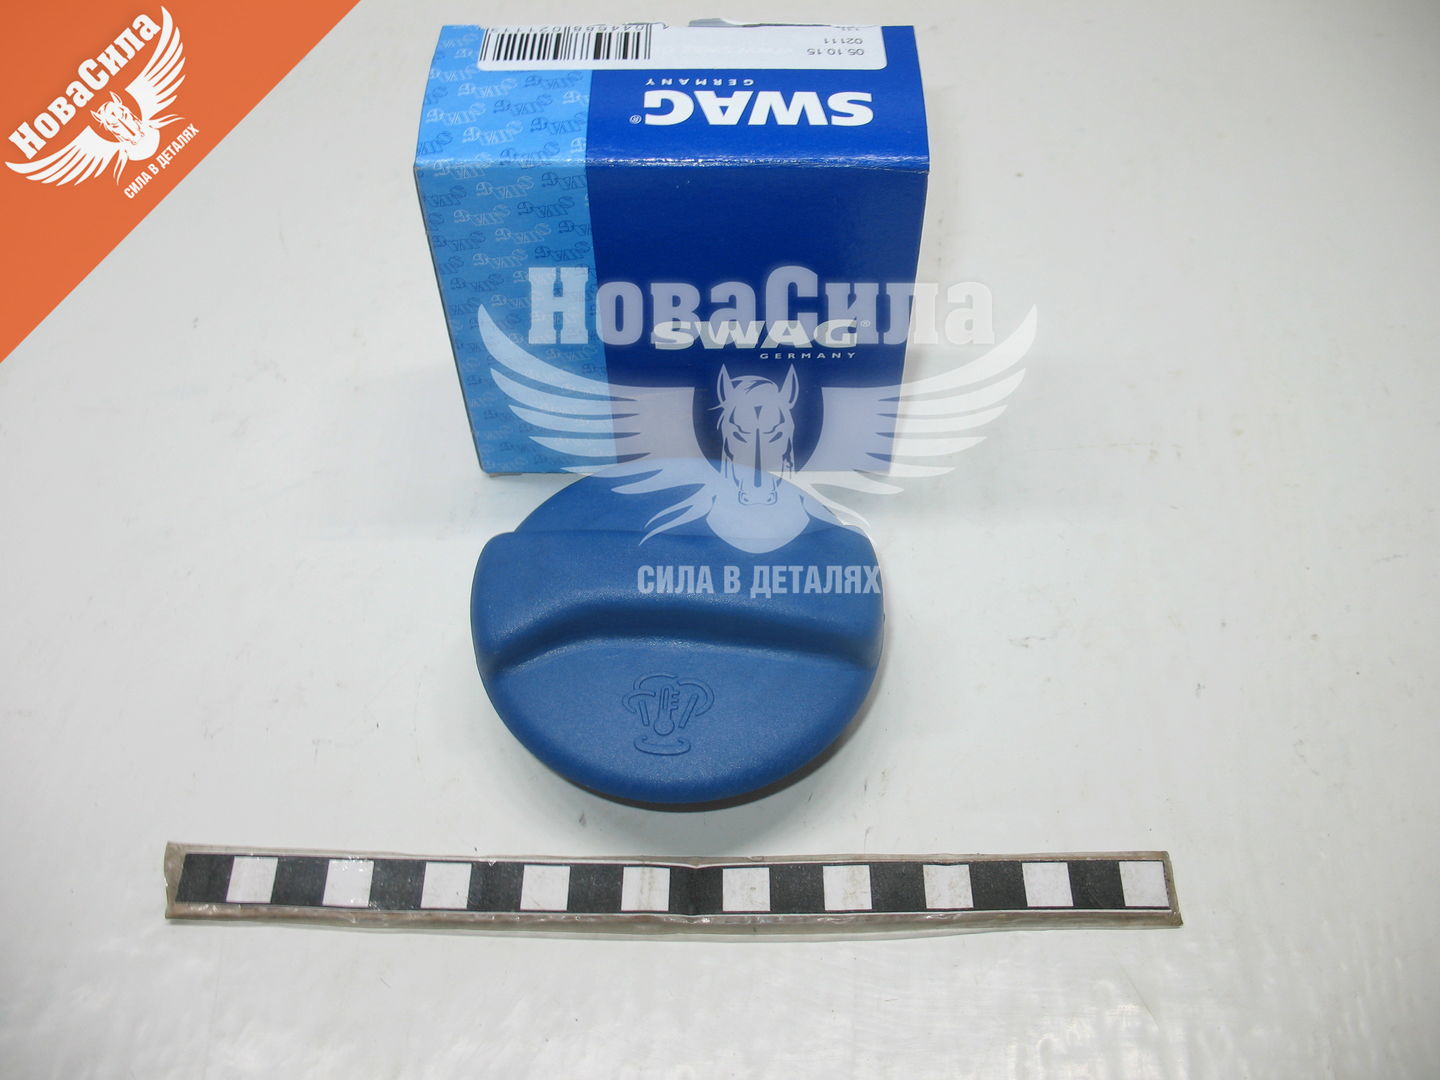 НоваСила
СИЛА В ДЕТАЛЯХ
05.10.15
02111
SWAG®
GERMANY
НоваСила
SWAG®
GERMANY
СИЛА В ДЕТАЛЯХ